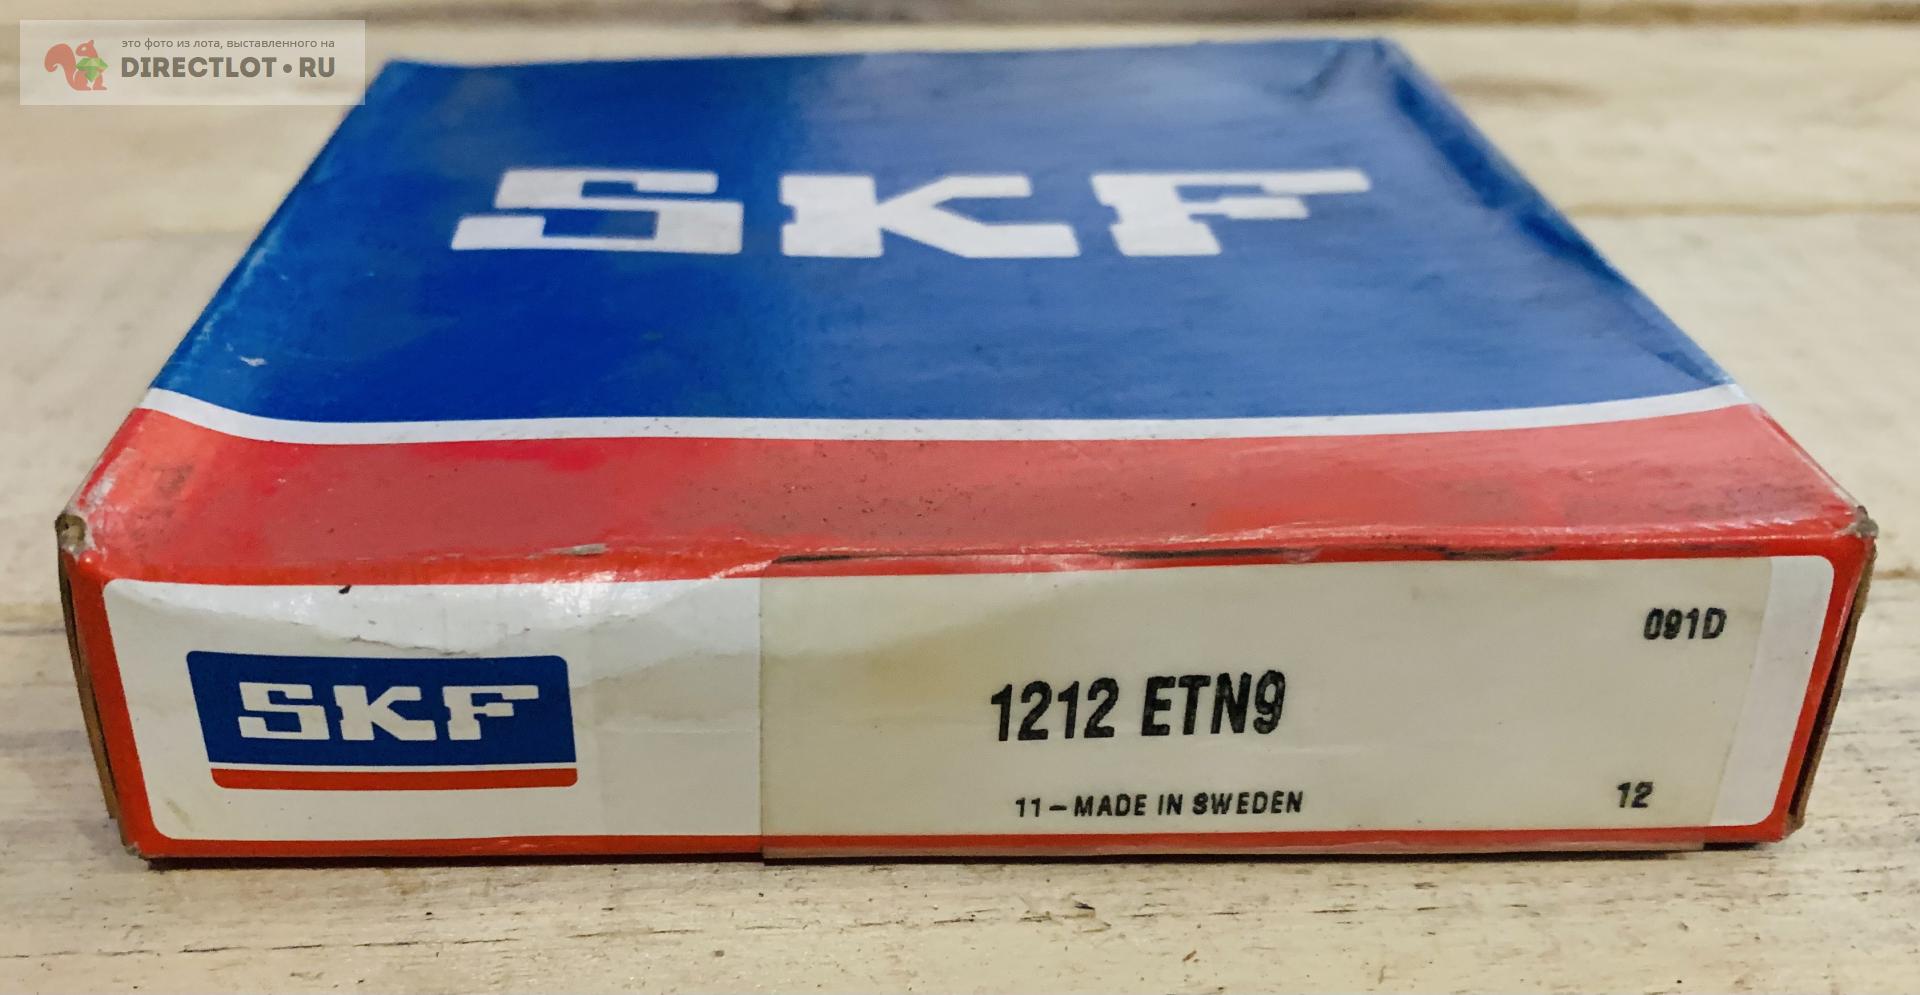 это фото из лота, выставленного на
DIRECTLOT•RU
SKF
091D
SKF
1212 ETN9
11–MADE IN SWEDEN
12